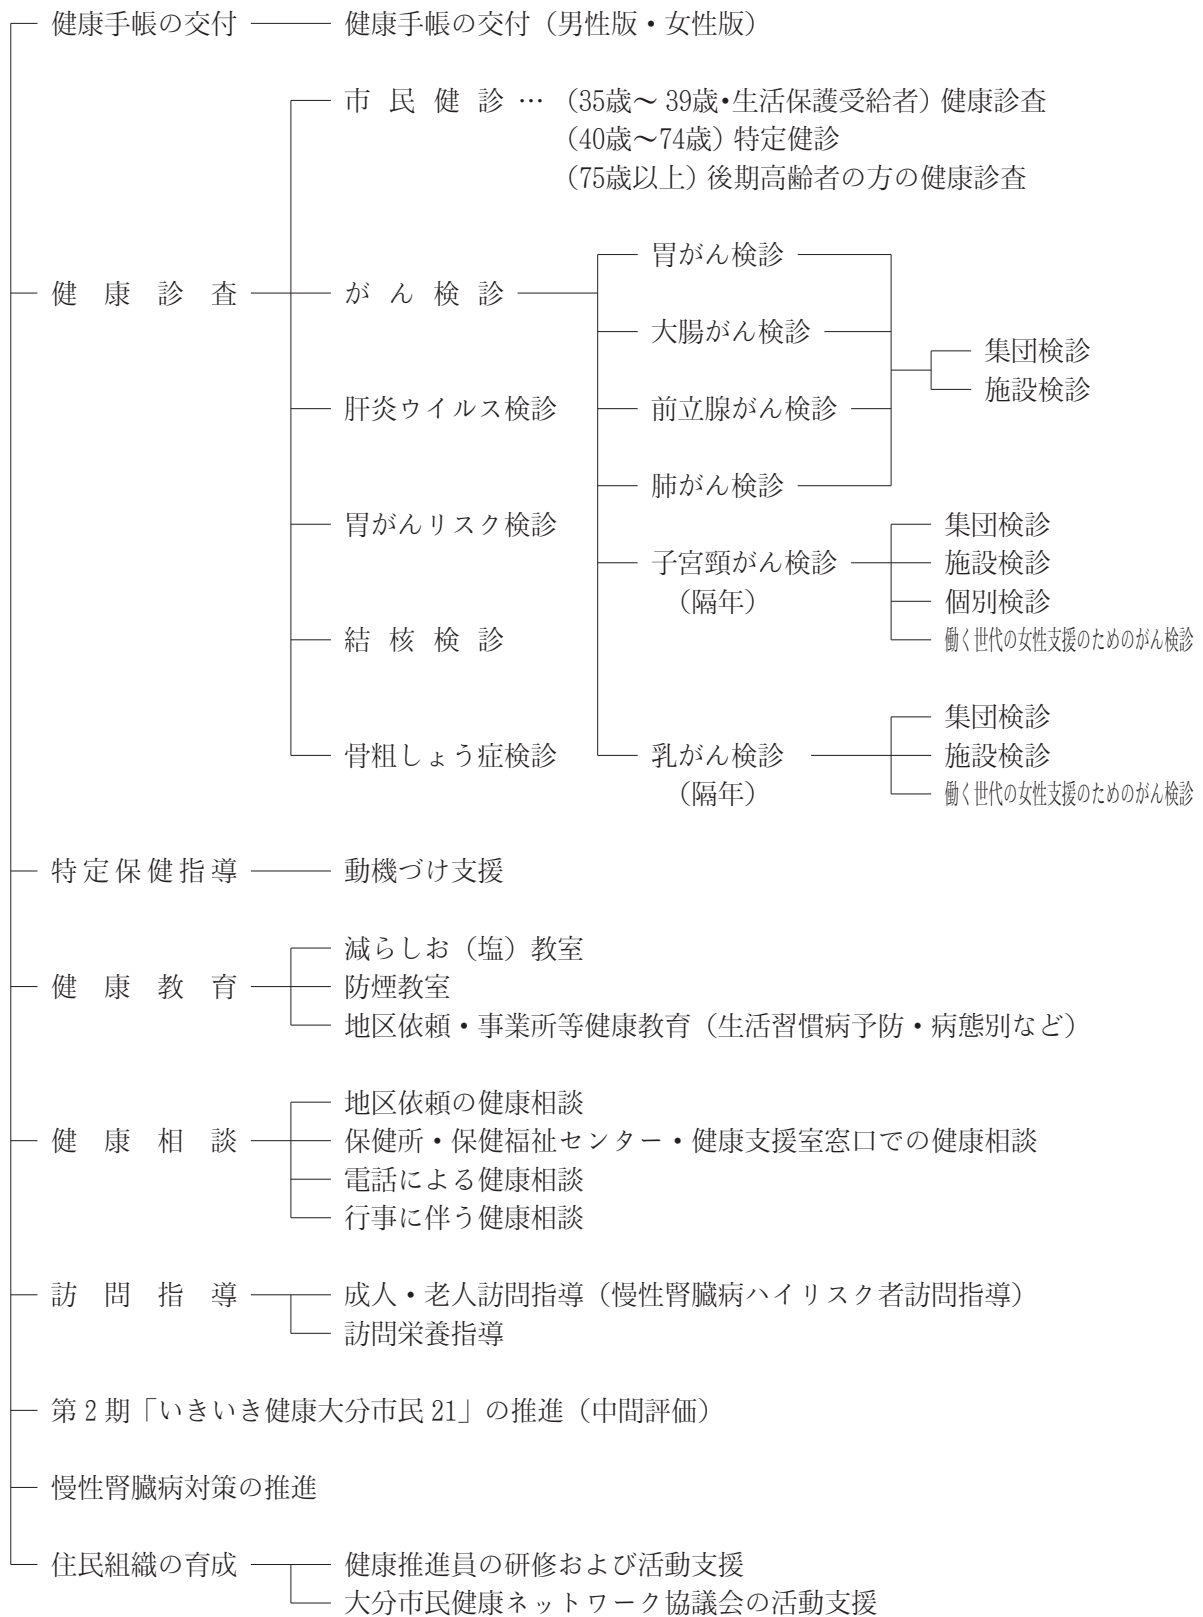 健康手帳の交付 健康手帳の交付（男性版・女性版）
市民健診…（35歳～39歳・生活保護受給者）健康診査
（40歳～74歳）特定健診
（75歳以上）後期高齢者の方の健康診査
胃がん検診
健康診査 がん検診
大腸がん検診
集団検診
施設検診
肝炎ウイルス検診 前立腺がん検診
肺がん検診
胃がんリスク検診 集団検診
子宮頸がん検診 施設検診
（隔年） 個別検診
結核検診 働く世代の女性支援のためのがん検診
集団検診
骨粗しょう症検診 乳がん検診 施設検診
（隔年） 働く世代の女性支援のためのがん検診
特定保健指導 動機づけ支援
減らしお（塩）教室
健康教育 防煙教室
地区依頼・事業所等健康教育（生活習慣病予防・病態別など）
地区依頼の健康相談
健康相談 保健所・保健福祉センター・健康支援室窓口での健康相談
電話による健康相談
行事に伴う健康相談
訪問指導 成人・老人訪問指導（慢性腎臓病ハイリスク者訪問指導）
訪問栄養指導
第2期「いきいき健康大分市民21」の推進（中間評価）
慢性腎臓病対策の推進
住民組織の育成 健康推進員の研修および活動支援
大分市民健康ネットワーク協議会の活動支援